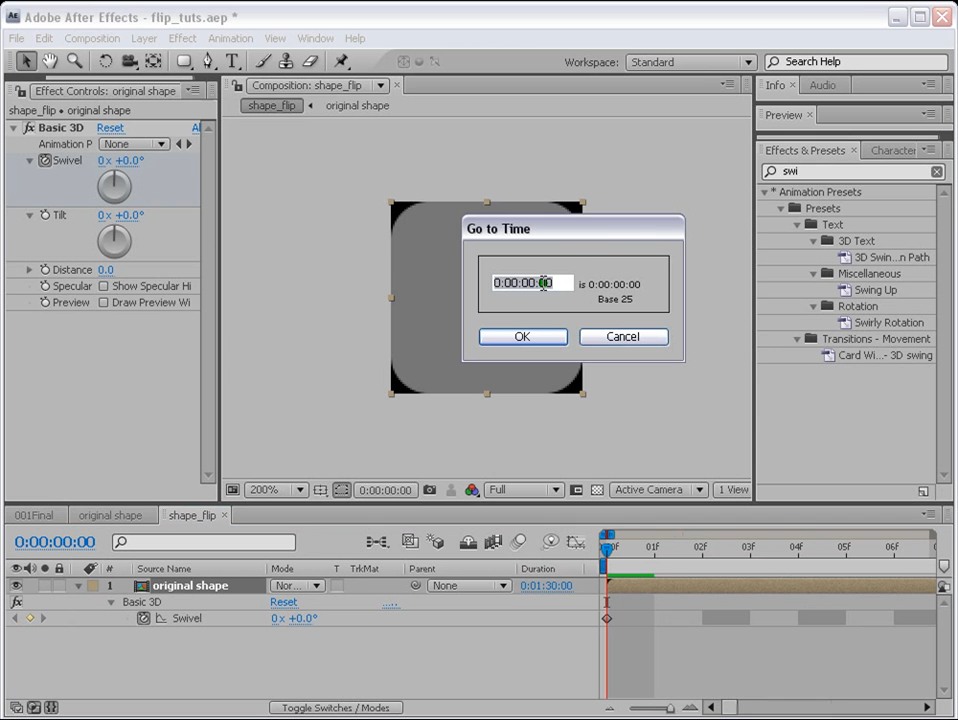 Adobe After Effects - flip_tuts.aep *
File Edit Composition Layer Effect Animation View Window Help
Workspace: Standard Search Help
Effect Controls: original shape
shape_flip • original shape
fx Basic 3D Reset
Animation P None
Swivel 0 x +0.0°
Tilt 0 x +0.0°
Distance 0.0
Specular Show Specular Hi
Preview Draw Preview Wi
Composition: shape_flip
shape_flip original shape
Go to Time
0:00:00:00 is 0:00:00:00
Base 25
OK Cancel
200% 0:00:00:00 Full Active Camera 1 View
Info Audio
Preview
Effects & Presets Character
swi
* Animation Presets
Presets
Text
3D Text
3D Swin...n Path
Miscellaneous
Swing Up
Rotation
Swirly Rotation
Transitions - Movement
Card Wi...- 3D swing
001Final original shape shape_flip
0:00:00:00
00F 01F 02F 03F 04F 05F 06F
# Source Name Mode T TrkMat Parent Duration
1 original shape Nor... None 0:01:30:00
fx Basic 3D Reset .....
Swivel 0 x +0.0°
Toggle Switches / Modes